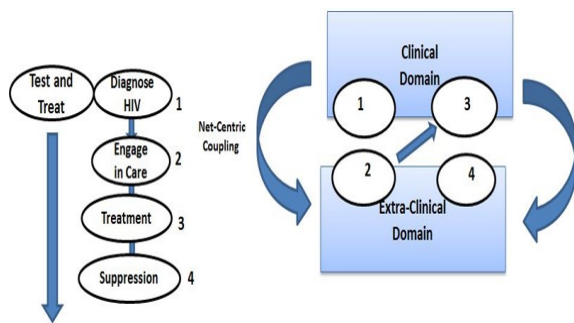 Test and
Treat
Diagnose
HIV
1
Engage
in Care
2
Treatment
3
Suppression
4
Net-Centric
Coupling
Clinical
Domain
1
3
2
4
Extra-Clinical
Domain